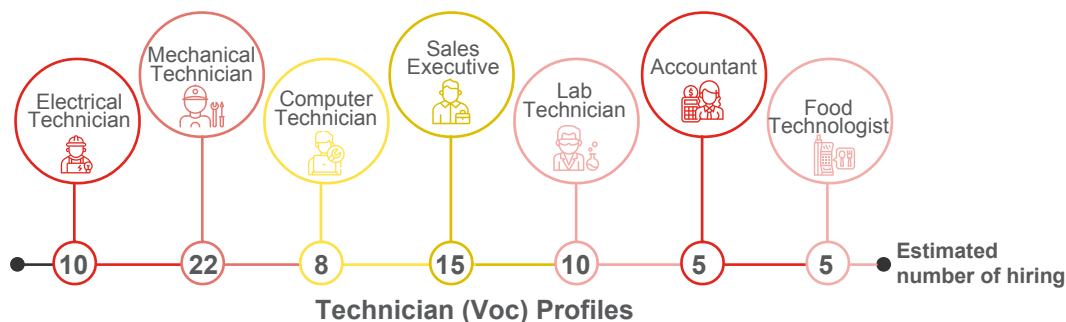 Electrical
Technician
Mechanical
Technician
Computer
Technician
Sales
Executive
Lab
Technician
Accountant
Food
Technologist
10
22
8
15
10
5
5
Estimated
number of hiring
Technician (Voc) Profiles